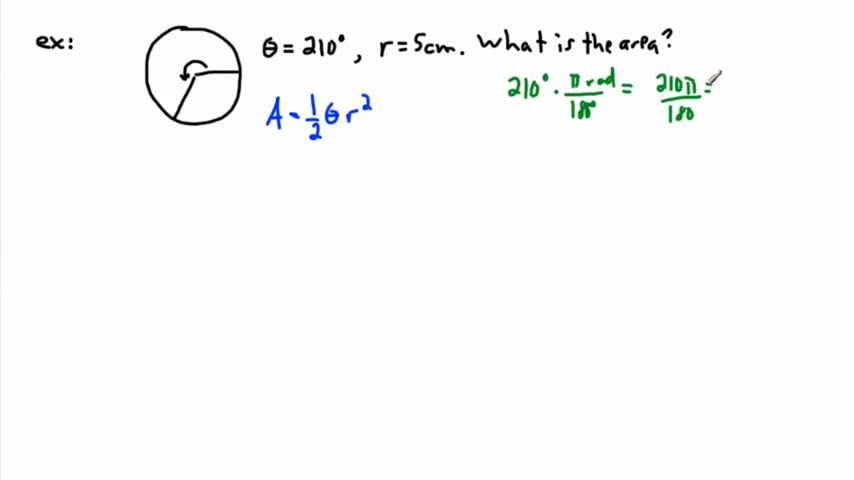 ex: θ = 210°, r = 5cm. What is the area?
210° · π rad / 180° = 210π / 180 =
A = 1/2 θ r²